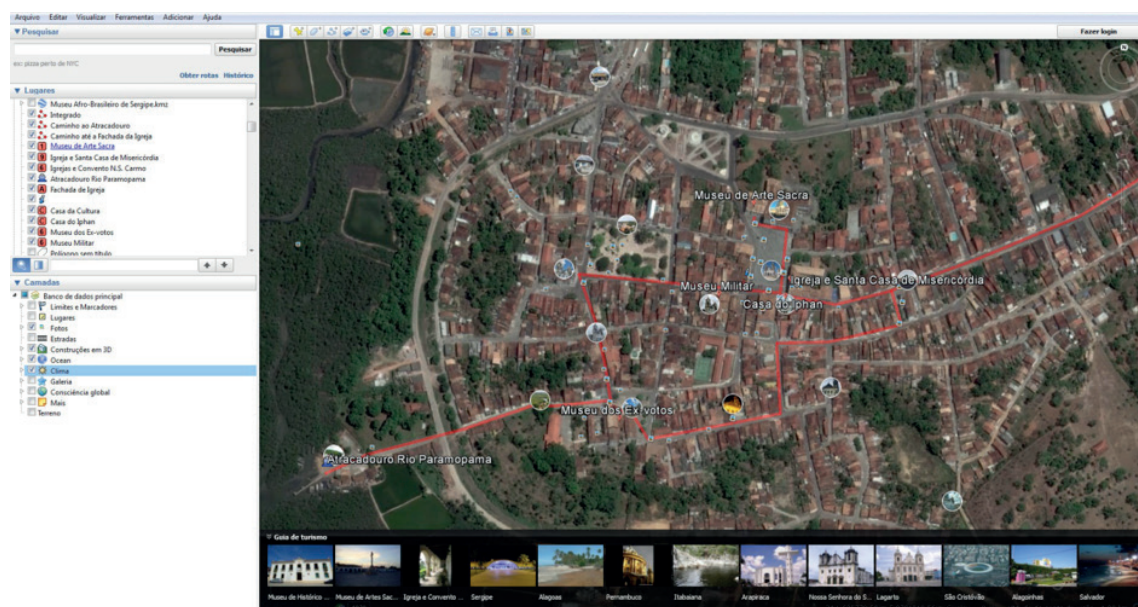 Arquivo Editar Visualizar Ferramentas Adicionar Ajuda
Pesquisar
Pesquisar
ex: pizza perto de NYC
Obter rotas Histórico
Lugares
Museu Afro-Brasileiro de Sergipe.kmz
Integrado
Caminho ao Atracadouro
Caminho até a Fachada da Igreja
Museu de Arte Sacra
Igreja e Santa Casa de Misericórdia
Igrejas e Convento N.S. Carmo
Atracadouro Rio Paramopama
Fachada de Igreja
Casa da Cultura
Casa do Iphan
Museu dos Ex-votos
Museu Militar
Polígono sem título
Camadas
Banco de dados principal
Limites e Marcadores
Lugares
Fotos
Estradas
Construções em 3D
Ocean
Clima
Galeria
Consciência global
Mais
Terreno
Fazer login
N
Museu de Arte Sacra
Igreja e Santa Casa de Misericórdia
Museu Militar
Casa do Iphan
Museu dos Ex-votos
Atracadouro Rio Paramopama
Guia de turismo
Museu de Histórico ... Museu de Artes Sac... Igreja e Convento ... Sergipe Alagoas Pernambuco Itabaiana Arapiraca Nossa Senhora do S... Lagarto São Cristóvão Alagoinhas Salvador